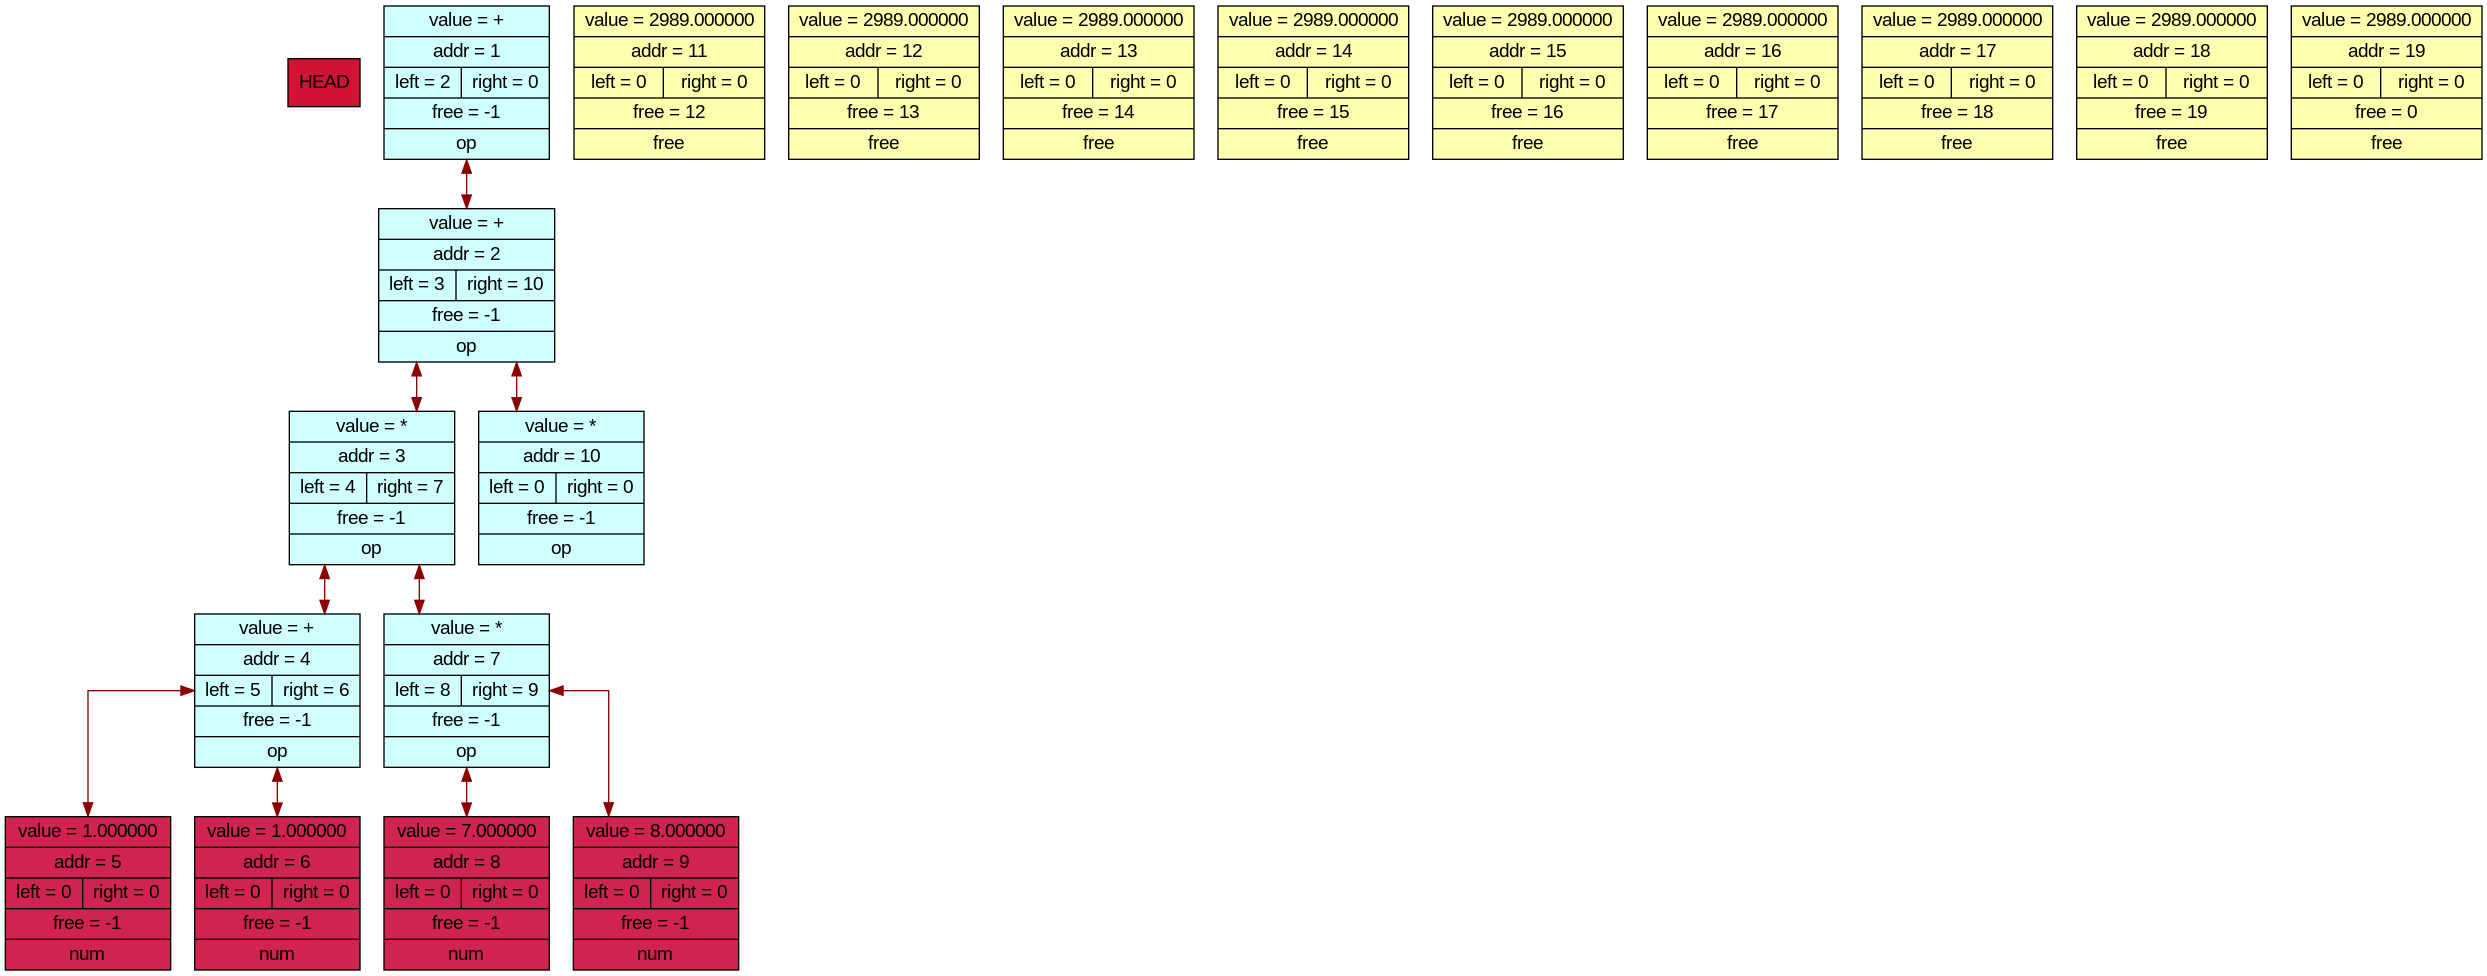 HEAD
value = +
addr = 1
left = 2 right = 0
free = -1
op
value = 2989.000000
addr = 11
left = 0 right = 0
free = 12
free
value = 2989.000000
addr = 12
left = 0 right = 0
free = 13
free
value = 2989.000000
addr = 13
left = 0 right = 0
free = 14
free
value = 2989.000000
addr = 14
left = 0 right = 0
free = 15
free
value = 2989.000000
addr = 15
left = 0 right = 0
free = 16
free
value = 2989.000000
addr = 16
left = 0 right = 0
free = 17
free
value = 2989.000000
addr = 17
left = 0 right = 0
free = 18
free
value = 2989.000000
addr = 18
left = 0 right = 0
free = 19
free
value = 2989.000000
addr = 19
left = 0 right = 0
free = 0
free
value = +
addr = 2
left = 3 right = 10
free = -1
op
value = *
addr = 3
left = 4 right = 7
free = -1
op
value = *
addr = 10
left = 0 right = 0
free = -1
op
value = +
addr = 4
left = 5 right = 6
free = -1
op
value = *
addr = 7
left = 8 right = 9
free = -1
op
value = 1.000000
addr = 5
left = 0 right = 0
free = -1
num
value = 1.000000
addr = 6
left = 0 right = 0
free = -1
num
value = 7.000000
addr = 8
left = 0 right = 0
free = -1
num
value = 8.000000
addr = 9
left = 0 right = 0
free = -1
num